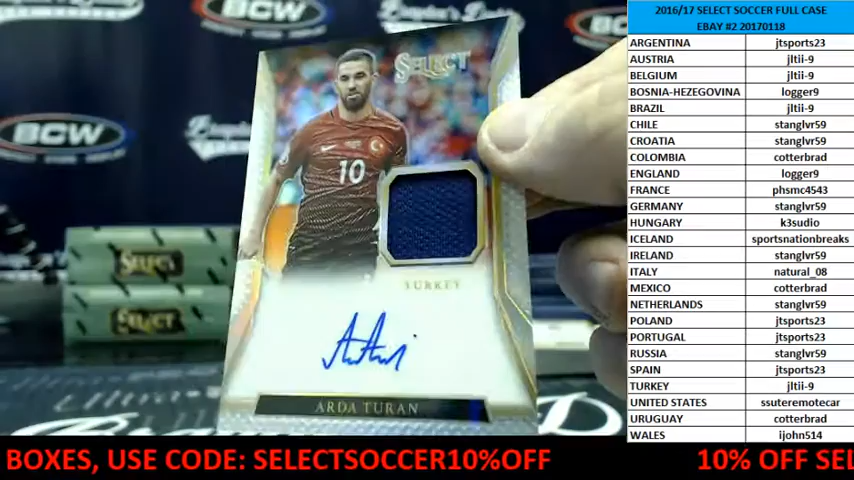 BCW
BCW
BCW
SELECT
10
TURKEY
ARDA TURAN
SELECT
SELECT
2016/17 SELECT SOCCER FULL CASE
EBAY #2 20170118
ARGENTINA jtsports23
AUSTRIA jltii-9
BELGIUM jltii-9
BOSNIA-HEZEGOVINA logger9
BRAZIL jltii-9
CHILE stanglvr59
CROATIA stanglvr59
COLOMBIA cotterbrad
ENGLAND logger9
FRANCE phsmc4543
GERMANY stanglvr59
HUNGARY k3sudio
ICELAND sportsnationbreaks
IRELAND stanglvr59
ITALY natural_08
MEXICO cotterbrad
NETHERLANDS stanglvr59
POLAND jtsports23
PORTUGAL jtsports23
RUSSIA stanglvr59
SPAIN jtsports23
TURKEY jltii-9
UNITED STATES ssuteremotecar
URUGUAY cotterbrad
WALES ijohn514
BOXES, USE CODE: SELECTSOCCER10%OFF 10% OFF SEL